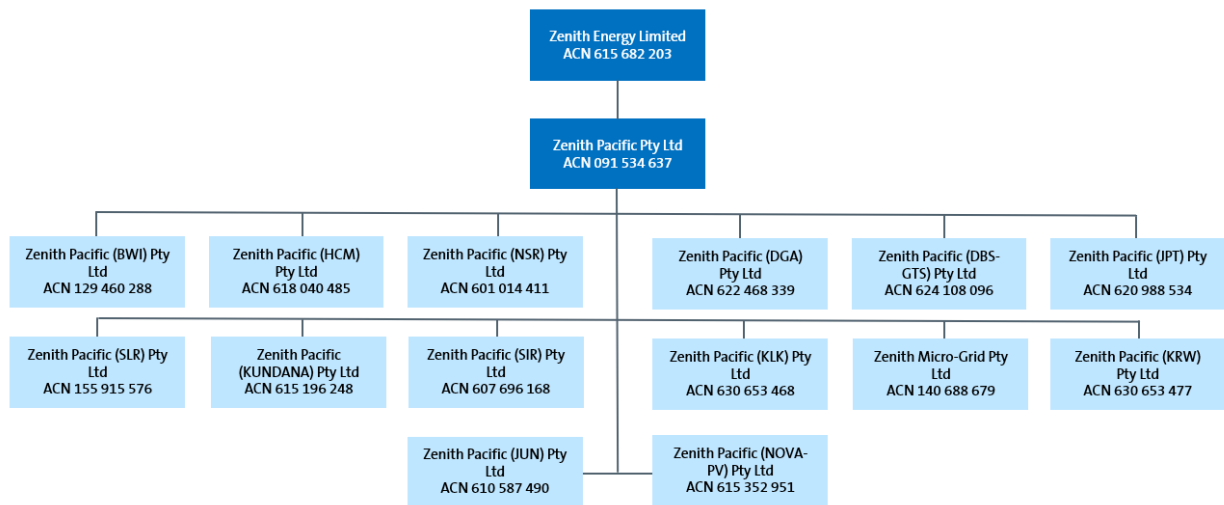 Zenith Energy Limited
ACN 615 682 203
Zenith Pacific Pty Ltd
ACN 091 534 637
Zenith Pacific (BWI) Pty
Ltd
ACN 129 460 288
Zenith Pacific (HCM)
Pty Ltd
ACN 618 040 485
Zenith Pacific (NSR) Pty
Ltd
ACN 601 014 411
Zenith Pacific (DGA)
Pty Ltd
ACN 622 468 339
Zenith Pacific (DBS-
GTS) Pty Ltd
ACN 624 108 096
Zenith Pacific (JPT) Pty
Ltd
ACN 620 988 534
Zenith Pacific (SLR) Pty
Ltd
ACN 155 915 576
Zenith Pacific
(KUNDANA) Pty Ltd
ACN 615 196 248
Zenith Pacific (SIR) Pty
Ltd
ACN 607 696 168
Zenith Pacific (KLK) Pty
Ltd
ACN 630 653 468
Zenith Micro-Grid Pty
Ltd
ACN 140 688 679
Zenith Pacific (KRW)
Pty Ltd
ACN 630 653 477
Zenith Pacific (JUN) Pty
Ltd
ACN 610 587 490
Zenith Pacific (NOVA-
PV) Pty Ltd
ACN 615 352 951